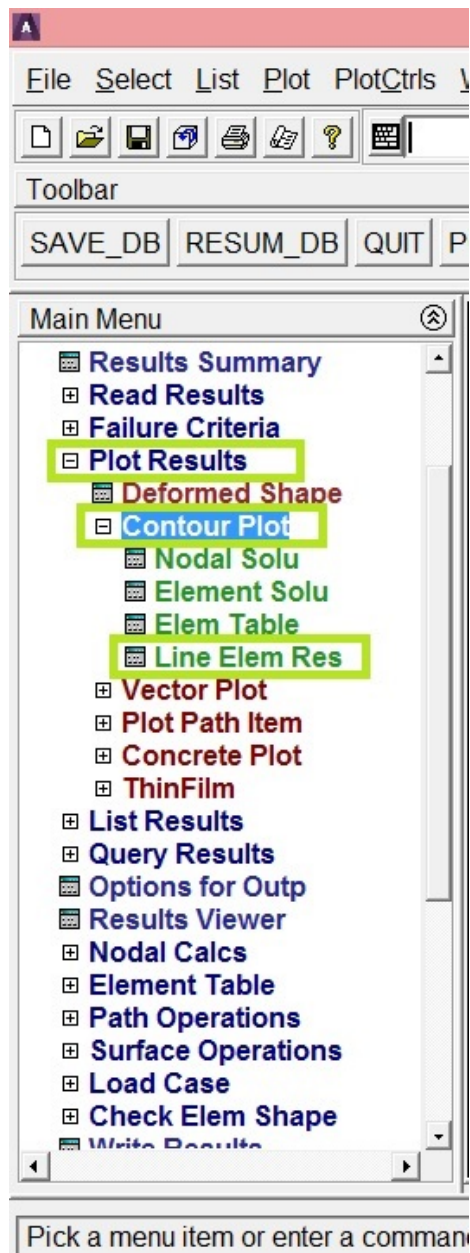 A
File Select List Plot PlotCtrls
Toolbar
SAVE_DB RESUM_DB QUIT P
Main Menu
Results Summary
Read Results
Failure Criteria
Plot Results
Deformed Shape
Contour Plot
Nodal Solu
Element Solu
Elem Table
Line Elem Res
Vector Plot
Plot Path Item
Concrete Plot
ThinFilm
List Results
Query Results
Options for Outp
Results Viewer
Nodal Calcs
Element Table
Path Operations
Surface Operations
Load Case
Check Elem Shape
Write Results
Pick a menu item or enter a comman